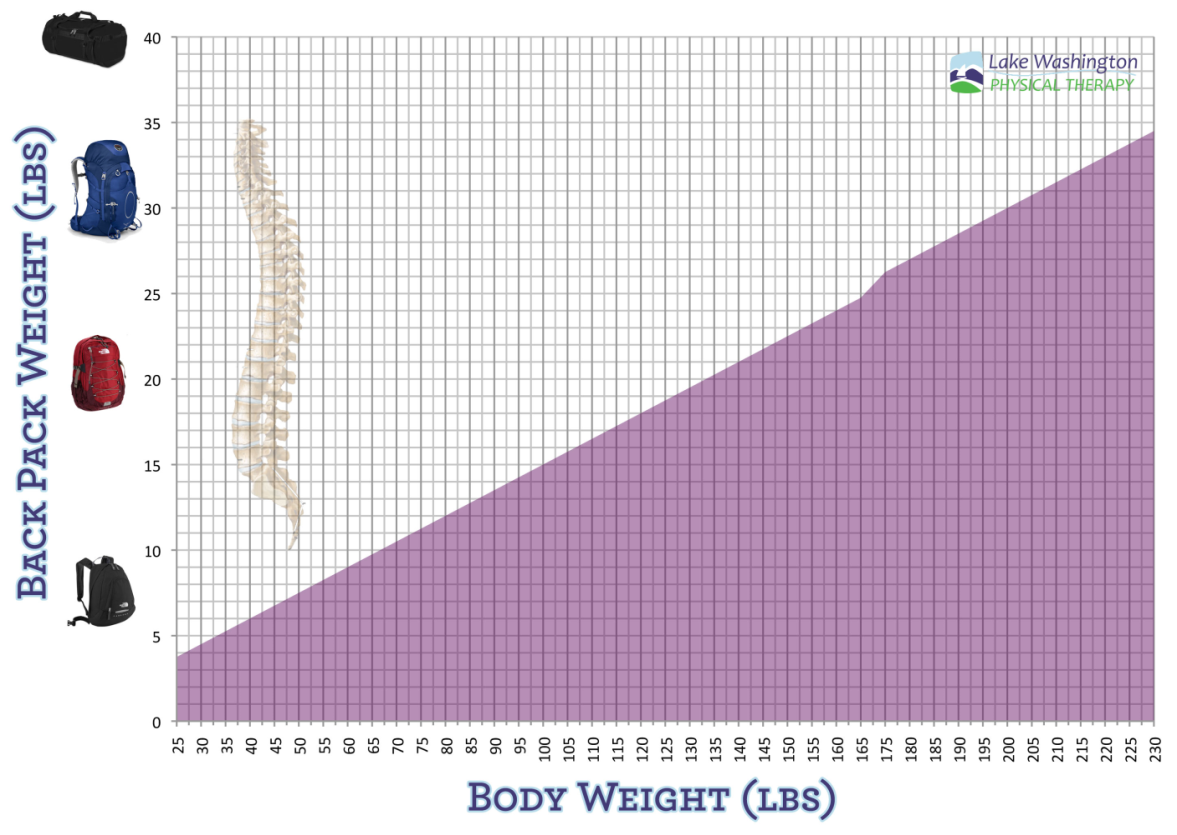 BACK PACK WEIGHT (LBS)
40
35
30
25
20
15
10
5
0
Lake Washington
PHYSICAL THERAPY
25 30 35 40 45 50 55 60 65 70 75 80 85 90 95 100 105 110 115 120 125 130 135 140 145 150 155 160 165 175 180 185 190 195 200 205 210 215 220 225 230
BODY WEIGHT (LBS)